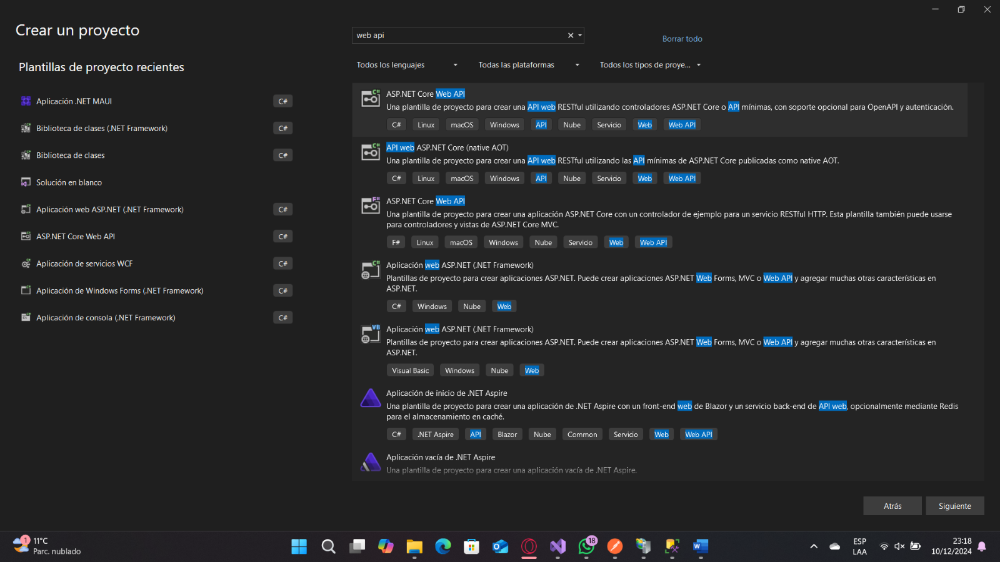 Crear un proyecto
web api
Borrar todo
Plantillas de proyecto recientes
Todos los lenguajes
Todas las plataformas
Todos los tipos de proye...
Aplicación .NET MAUI
C#
Biblioteca de clases (.NET Framework)
C#
Biblioteca de clases
C#
Solución en blanco
Aplicación web ASP.NET (.NET Framework)
C#
ASP.NET Core Web API
C#
Aplicación de servicios WCF
C#
Aplicación de Windows Forms (.NET Framework)
C#
Aplicación de consola (.NET Framework)
C#
ASP.NET Core Web API
Una plantilla de proyecto para crear una API web RESTful utilizando controladores ASP.NET Core o API mínimas, con soporte opcional para OpenAPI y autenticación.
C# Linux macOS Windows API Nube Servicio Web Web API
API web ASP.NET Core (native AOT)
Una plantilla de proyecto para crear una API web RESTful utilizando las API mínimas de ASP.NET Core publicadas como native AOT.
C# Linux macOS Windows API Nube Servicio Web Web API
ASP.NET Core Web API
Una plantilla de proyecto para crear una aplicación ASP.NET Core con un controlador de ejemplo para un servicio RESTful HTTP. Esta plantilla también puede usarse
para controladores y vistas de ASP.NET Core MVC.
F# Linux macOS Windows Nube Servicio Web Web API
Aplicación web ASP.NET (.NET Framework)
Plantillas de proyecto para crear aplicaciones ASP.NET. Puede crear aplicaciones ASP.NET Web Forms, MVC o Web API y agregar muchas otras características en
ASP.NET.
C# Windows Nube Web
Aplicación web ASP.NET (.NET Framework)
Plantillas de proyecto para crear aplicaciones ASP.NET. Puede crear aplicaciones ASP.NET Web Forms, MVC o Web API y agregar muchas otras características en
ASP.NET.
Visual Basic Windows Nube Web
Aplicación de inicio de .NET Aspire
Una plantilla de proyecto para crear una aplicación de .NET Aspire con un front-end web de Blazor y un servicio back-end de API web, opcionalmente mediante Redis
para el almacenamiento en caché.
C# .NET Aspire API Blazor Nube Common Servicio Web Web API
Aplicación vacía de .NET Aspire
Una plantilla de proyecto para crear una aplicación vacía de .NET Aspire.
Atrás
Siguiente
1
11°C
Parc. nublado
18
ESP
LAA
23:18
10/12/2024